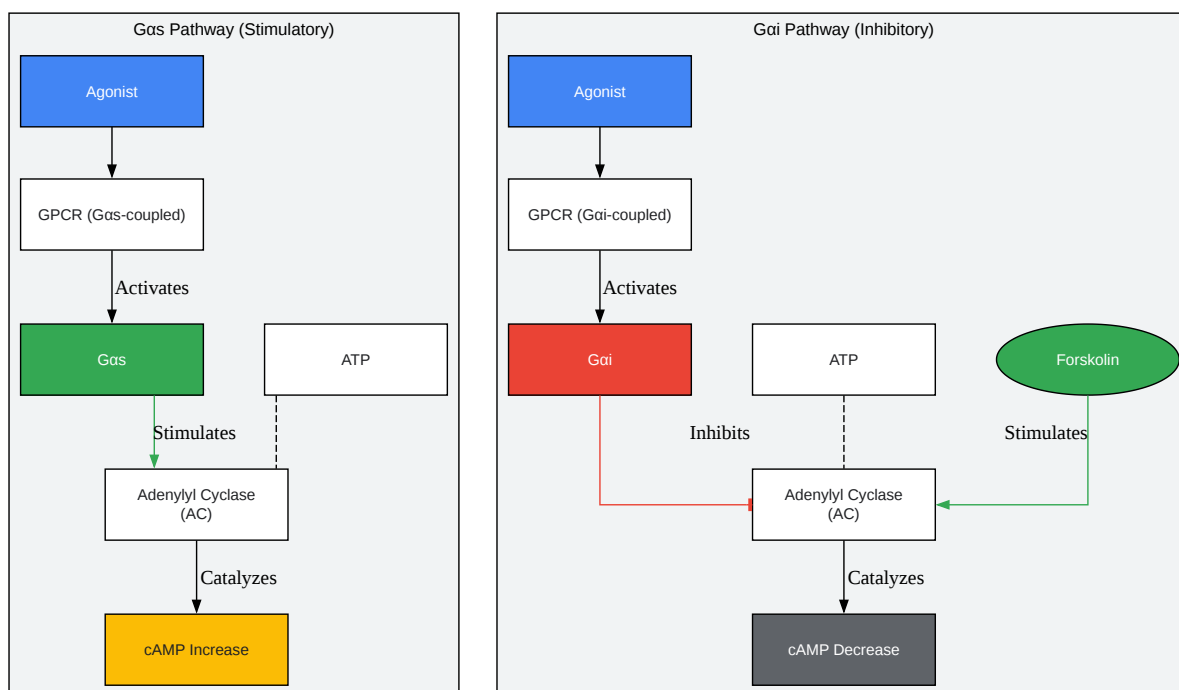 Gαs Pathway (Stimulatory)
Agonist
GPCR (Gαs-coupled)
Activates
Gαs
ATP
Stimulates
Adenylyl Cyclase
(AC)
Catalyzes
cAMP Increase
Gαi Pathway (Inhibitory)
Agonist
GPCR (Gαi-coupled)
Activates
Gαi
ATP
Forskolin
Inhibits
Stimulates
Adenylyl Cyclase
(AC)
Catalyzes
cAMP Decrease